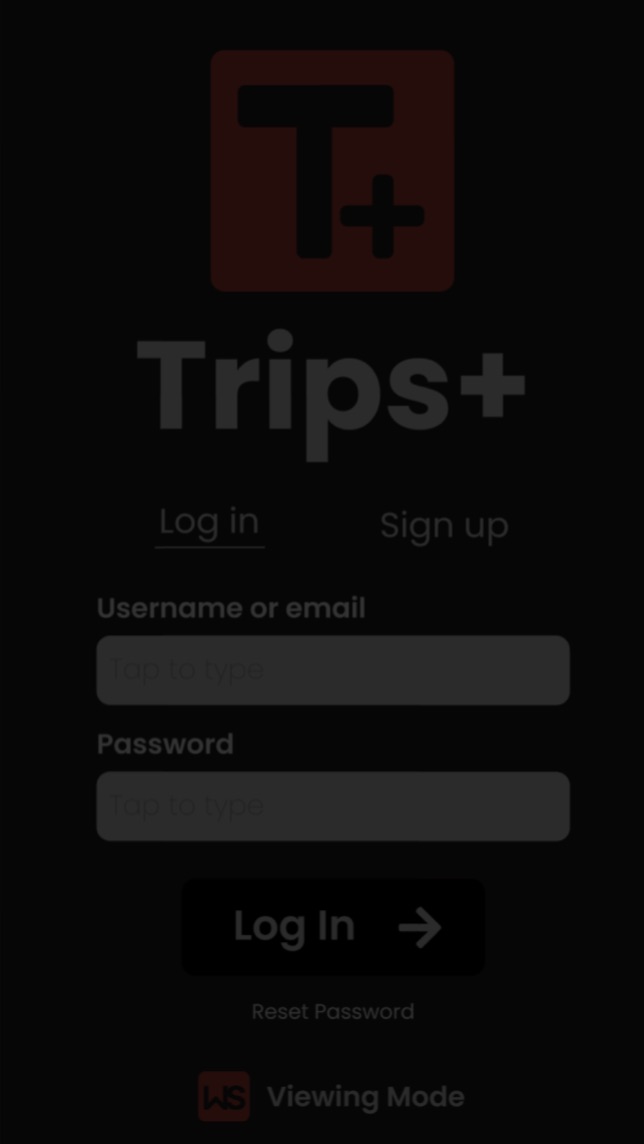 T+
Trips+
Log in Sign up
Username or email
Tap to type
Password
Tap to type
Log In →
Reset Password
WS Viewing Mode